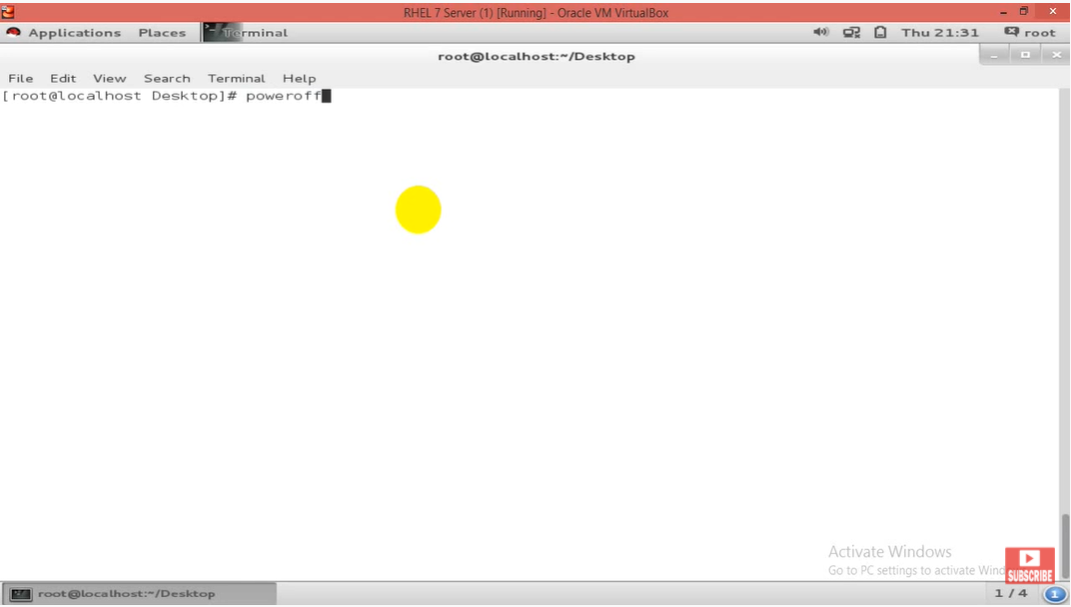 RHEL 7 Server (1) [Running] - Oracle VM VirtualBox
Applications Places Terminal Thu 21:31 root
root@localhost:~/Desktop
File Edit View Search Terminal Help
[root@localhost Desktop]# poweroff
Activate Windows
Go to PC settings to activate Wind
SUBSCRIBE
root@localhost:~/Desktop 1 / 4 1